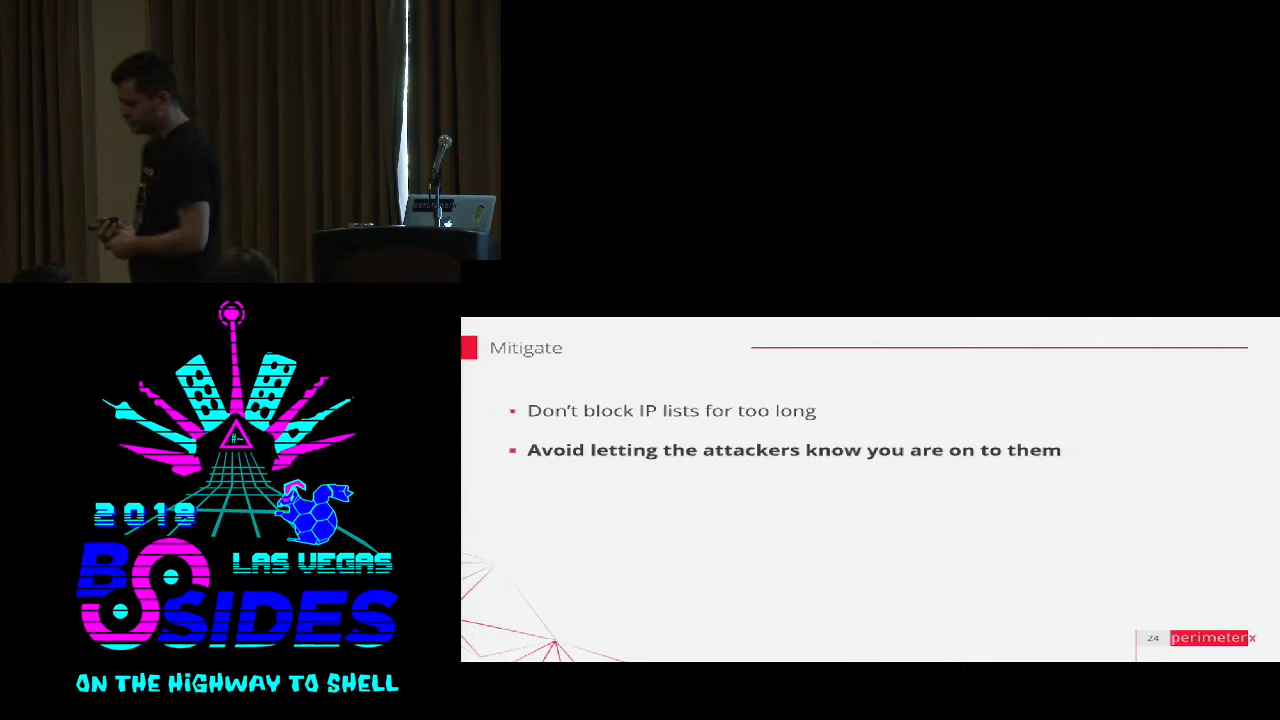 Mitigate
Don't block IP lists for too long
Avoid letting the attackers know you are on to them
24 perimeterx
#~
2019
BSIDES
LAS VEGAS
ON THE HIGHWAY TO SHELL